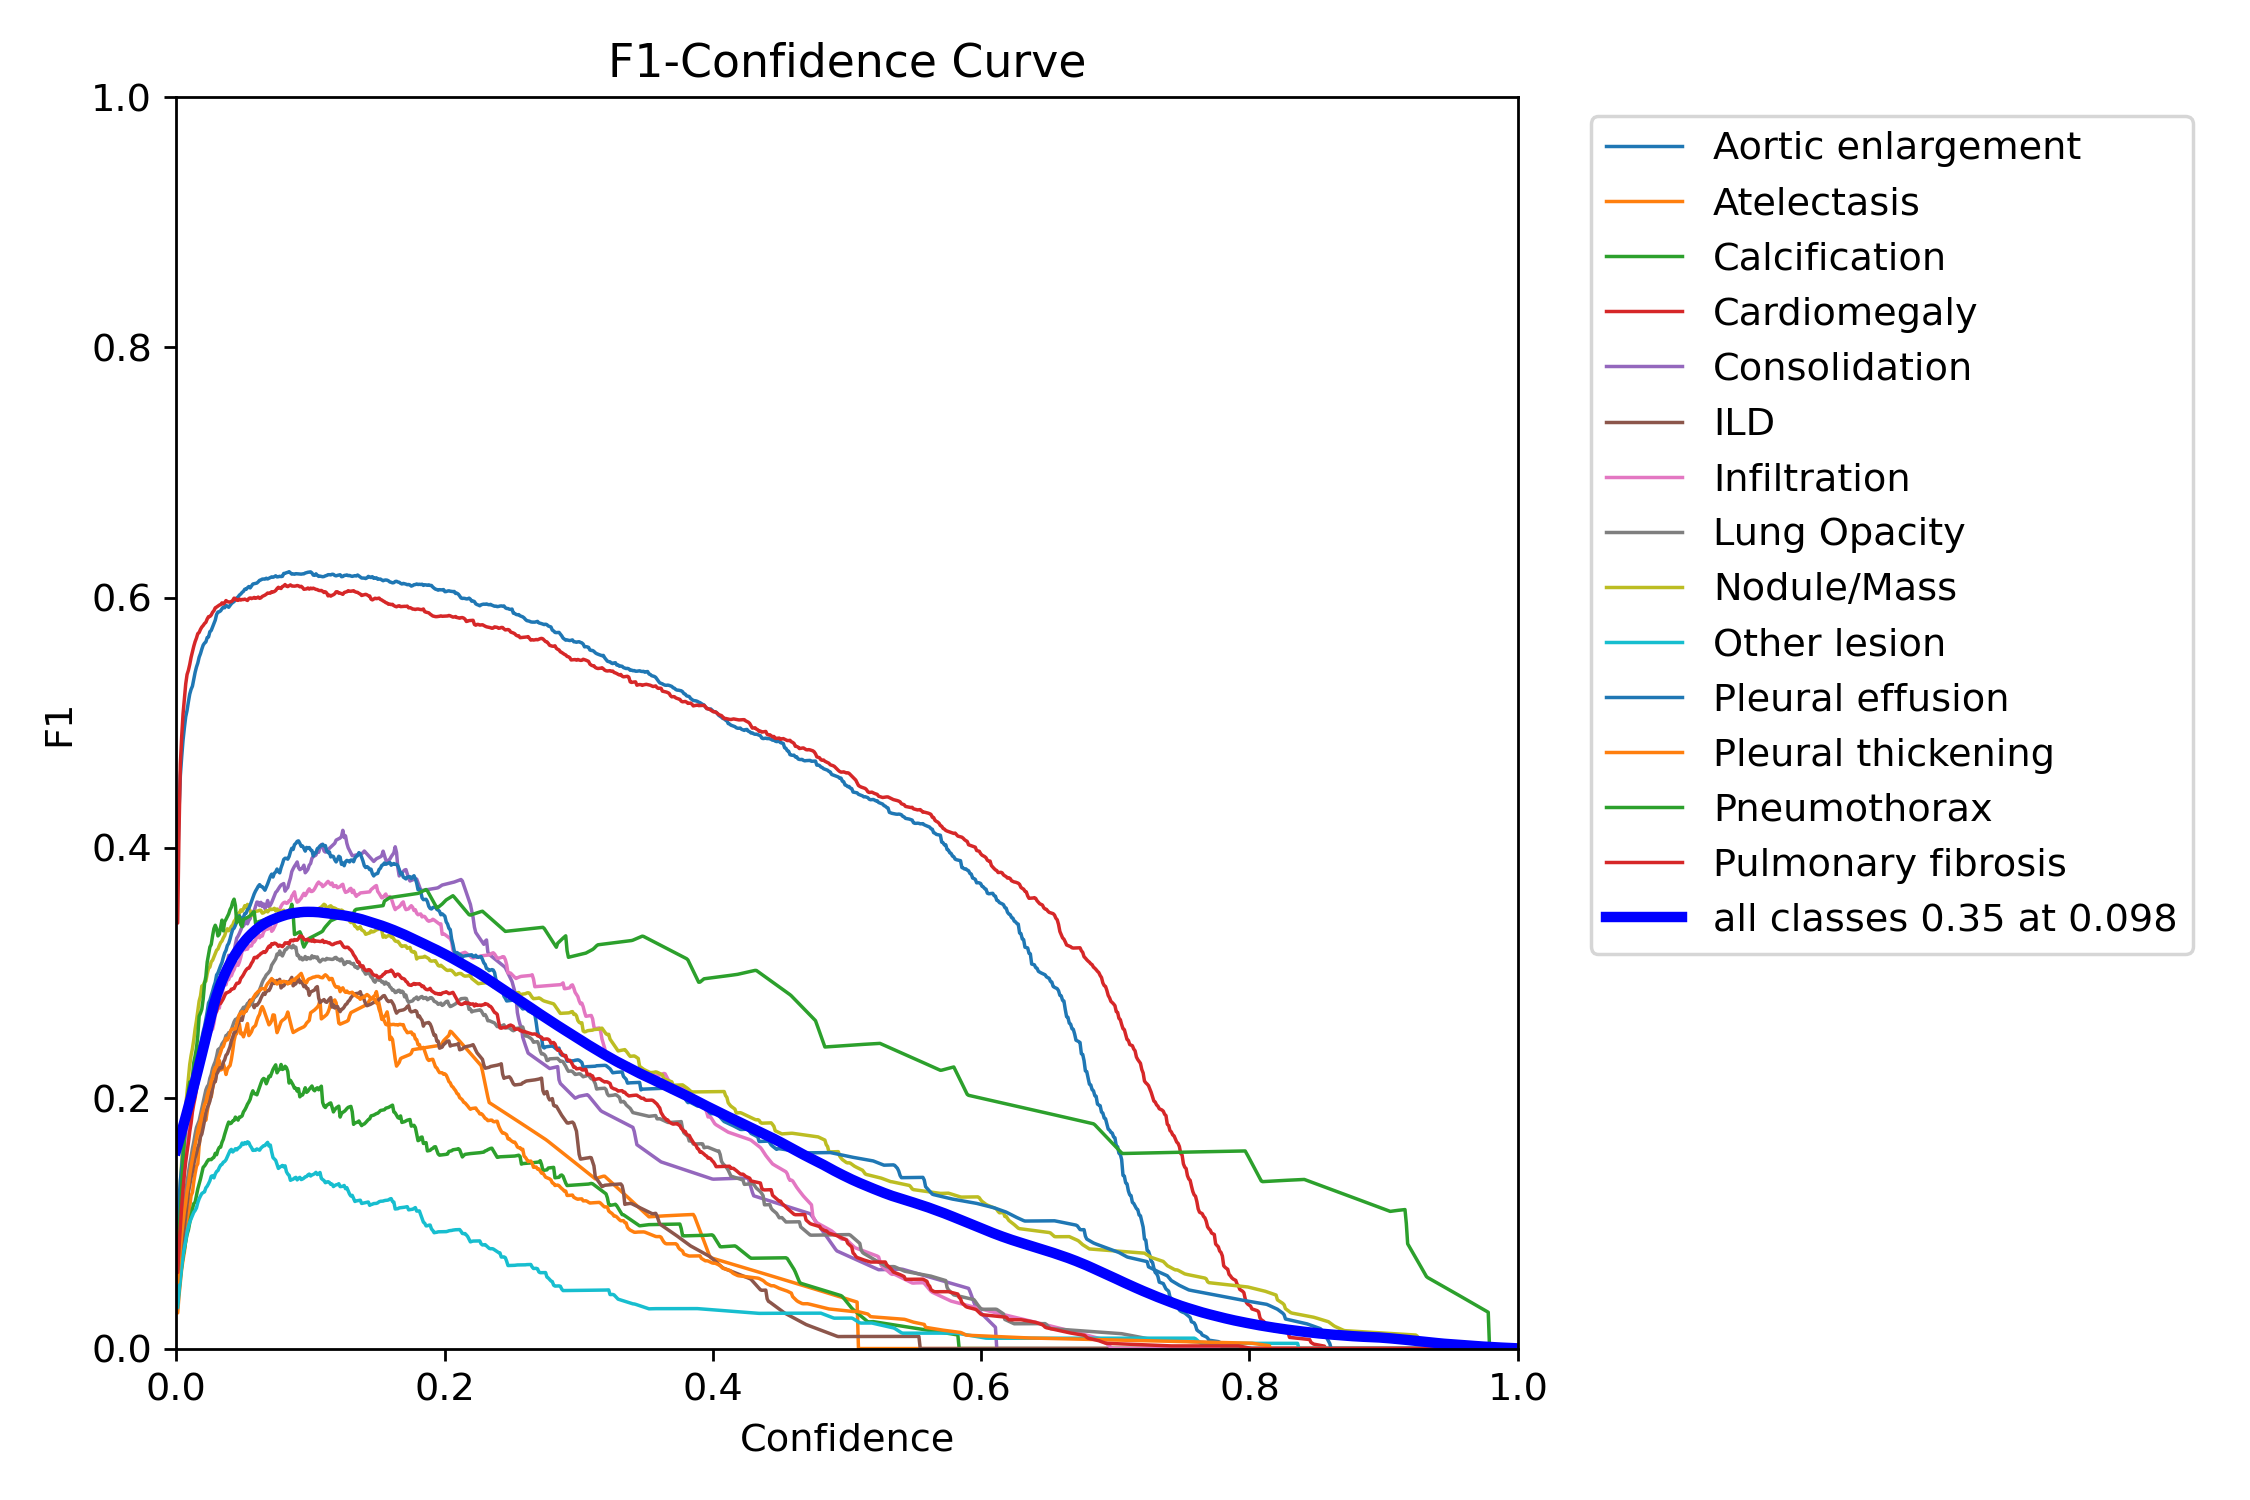 F1-Confidence Curve
1.0
0.8
0.6
0.4
0.2
0.0
F1
0.0 0.2 0.4 0.6 0.8 1.0
Confidence
Aortic enlargement
Atelectasis
Calcification
Cardiomegaly
Consolidation
ILD
Infiltration
Lung Opacity
Nodule/Mass
Other lesion
Pleural effusion
Pleural thickening
Pneumothorax
Pulmonary fibrosis
all classes 0.35 at 0.098